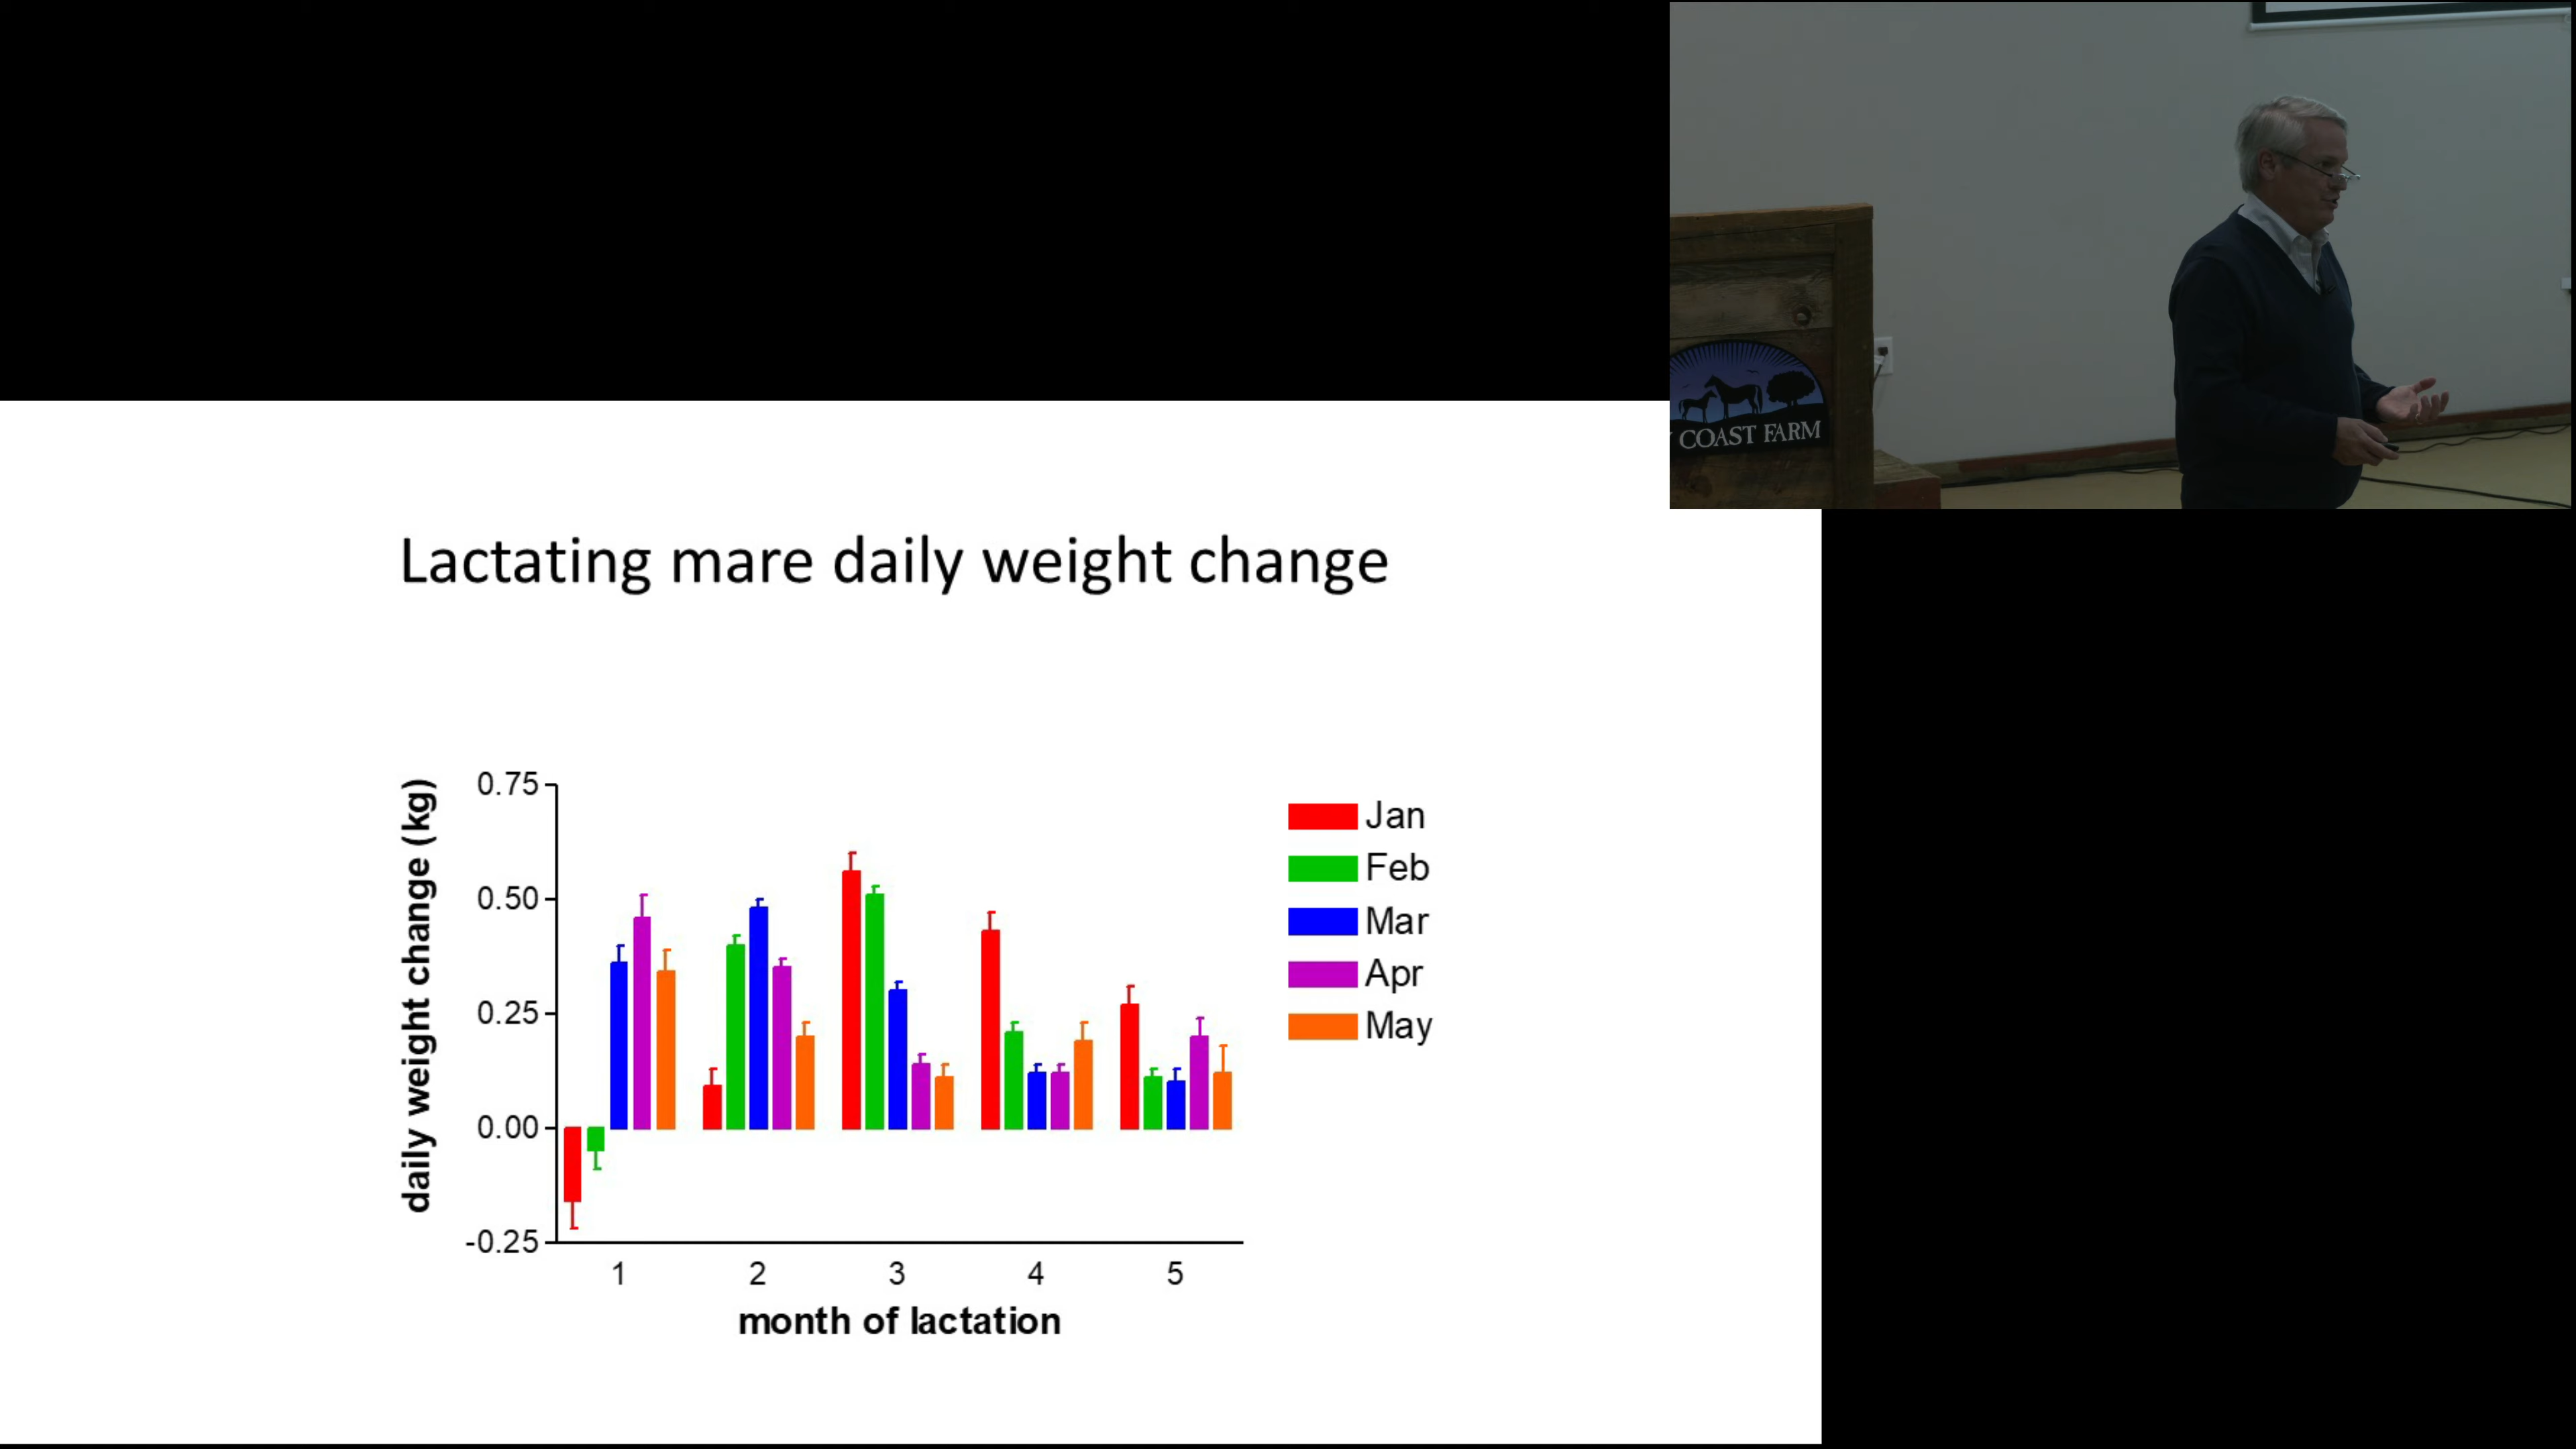 COAST FARM
Lactating mare daily weight change
daily weight change (kg)
0.75
0.50
0.25
0.00
-0.25
1 2 3 4 5
month of lactation
Jan
Feb
Mar
Apr
May